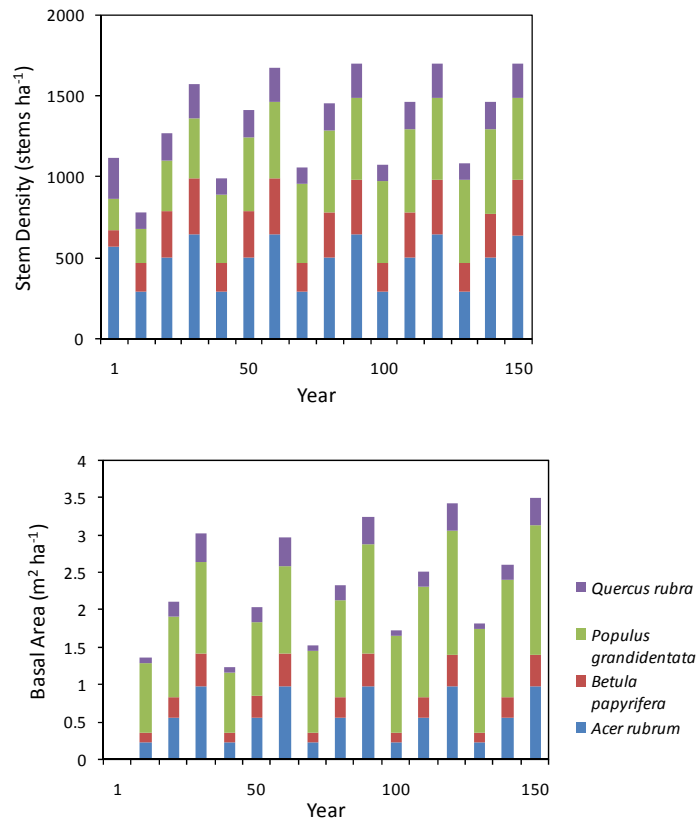 2000
1500
1000
500
0
Stem Density (stems ha-1)
1
50
100
150
Year
4
3.5
3
2.5
2
1.5
1
0.5
0
Basal Area (m2 ha-1)
1
50
100
150
Year
Quercus rubra
Populus
grandidentata
Betula
papyrifera
Acer rubrum